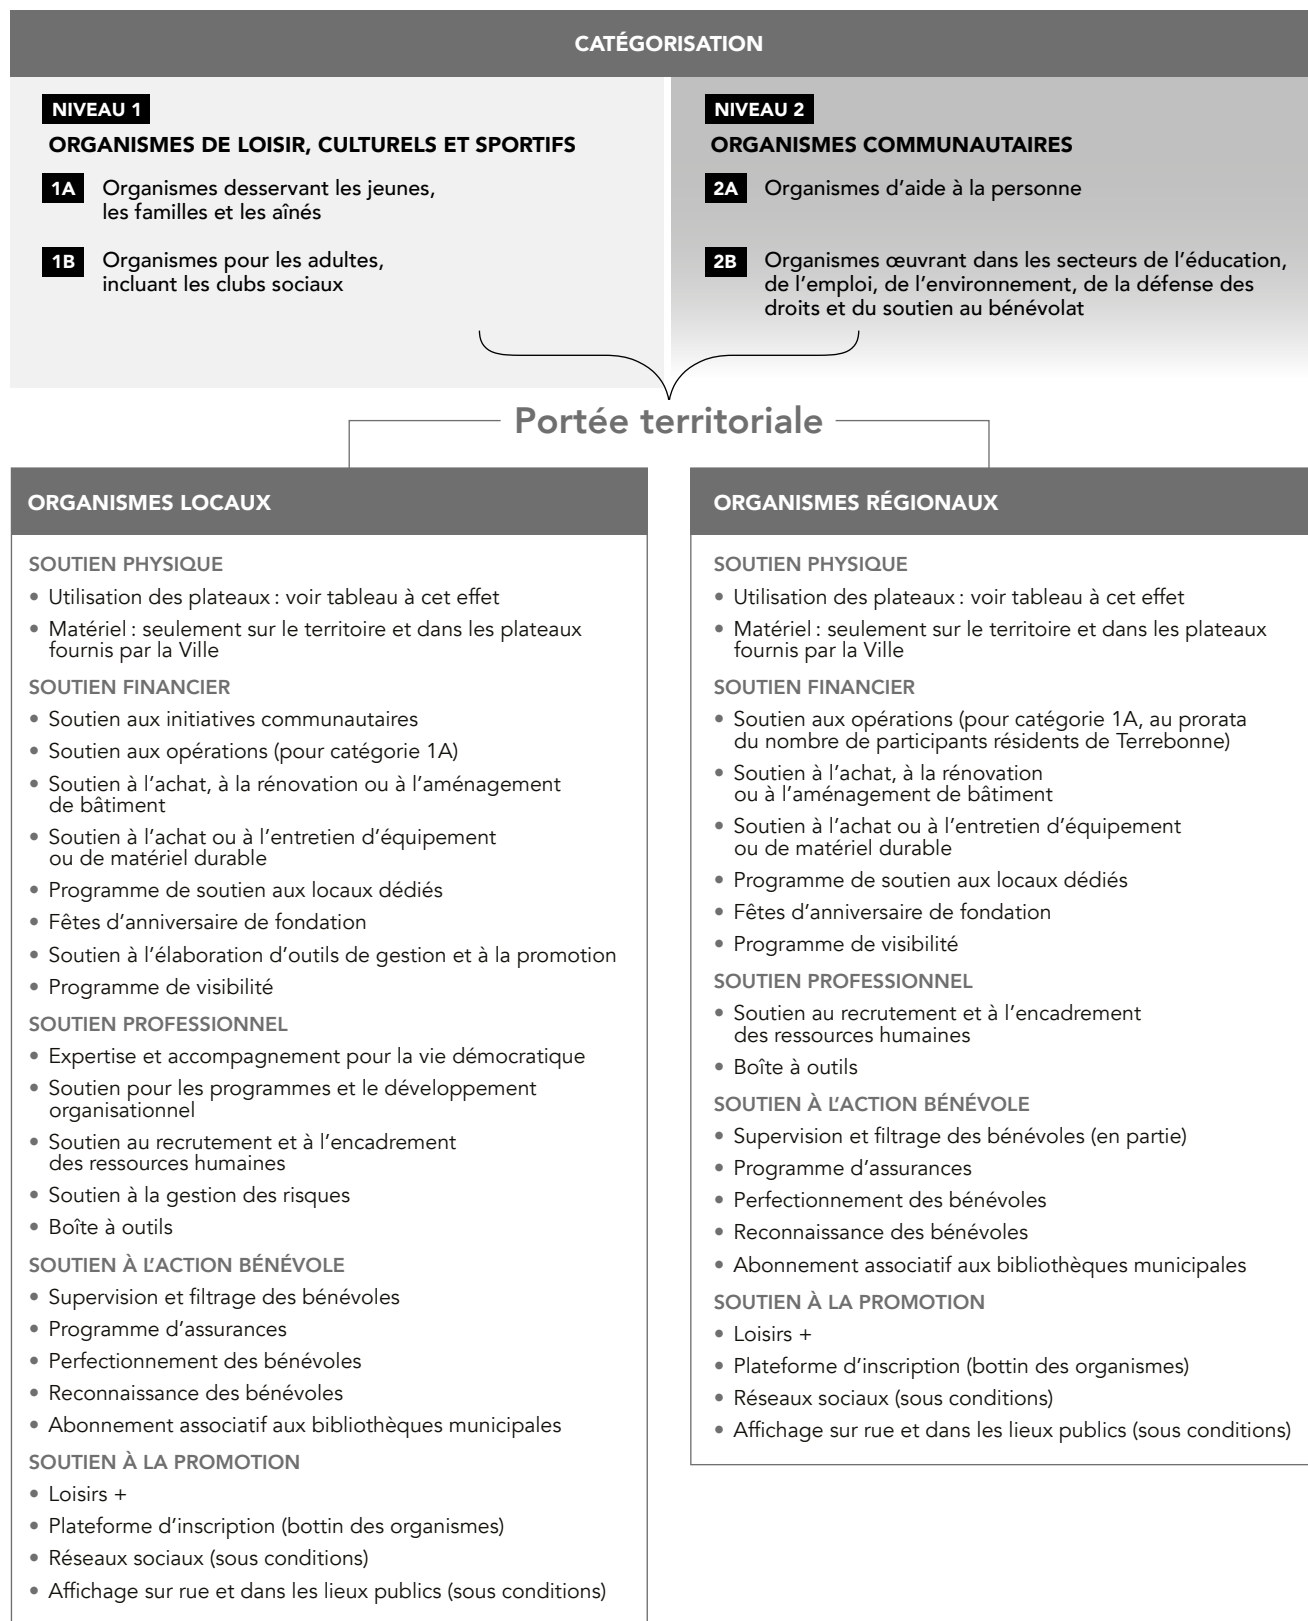 CATÉGORISATION
NIVEAU 1
ORGANISMES DE LOISIR, CULTURELS ET SPORTIFS
1A Organismes desservant les jeunes,
les familles et les aînés
1B Organismes pour les adultes,
incluant les clubs sociaux
NIVEAU 2
ORGANISMES COMMUNAUTAIRES
2A Organismes d’aide à la personne
2B Organismes œuvrant dans les secteurs de l’éducation,
de l’emploi, de l’environnement, de la défense des
droits et du soutien au bénévolat
Portée territoriale
ORGANISMES LOCAUX
SOUTIEN PHYSIQUE
• Utilisation des plateaux : voir tableau à cet effet
• Matériel : seulement sur le territoire et dans les plateaux
fournis par la Ville
SOUTIEN FINANCIER
• Soutien aux initiatives communautaires
• Soutien aux opérations (pour catégorie 1A)
• Soutien à l’achat, à la rénovation ou à l’aménagement
de bâtiment
• Soutien à l’achat ou à l’entretien d’équipement
ou de matériel durable
• Programme de soutien aux locaux dédiés
• Fêtes d’anniversaire de fondation
• Soutien à l’élaboration d’outils de gestion et à la promotion
• Programme de visibilité
SOUTIEN PROFESSIONNEL
• Expertise et accompagnement pour la vie démocratique
• Soutien pour les programmes et le développement
organisationnel
• Soutien au recrutement et à l’encadrement
des ressources humaines
• Soutien à la gestion des risques
• Boîte à outils
SOUTIEN À L’ACTION BÉNÉVOLE
• Supervision et filtrage des bénévoles
• Programme d’assurances
• Perfectionnement des bénévoles
• Reconnaissance des bénévoles
• Abonnement associatif aux bibliothèques municipales
SOUTIEN À LA PROMOTION
• Loisirs +
• Plateforme d’inscription (bottin des organismes)
• Réseaux sociaux (sous conditions)
• Affichage sur rue et dans les lieux publics (sous conditions)
ORGANISMES RÉGIONAUX
SOUTIEN PHYSIQUE
• Utilisation des plateaux : voir tableau à cet effet
• Matériel : seulement sur le territoire et dans les plateaux
fournis par la Ville
SOUTIEN FINANCIER
• Soutien aux opérations (pour catégorie 1A, au prorata
du nombre de participants résidents de Terrebonne)
• Soutien à l’achat, à la rénovation
ou à l’aménagement de bâtiment
• Soutien à l’achat ou à l’entretien d’équipement
ou de matériel durable
• Programme de soutien aux locaux dédiés
• Fêtes d’anniversaire de fondation
• Programme de visibilité
SOUTIEN PROFESSIONNEL
• Soutien au recrutement et à l’encadrement
des ressources humaines
• Boîte à outils
SOUTIEN À L’ACTION BÉNÉVOLE
• Supervision et filtrage des bénévoles (en partie)
• Programme d’assurances
• Perfectionnement des bénévoles
• Reconnaissance des bénévoles
• Abonnement associatif aux bibliothèques municipales
SOUTIEN À LA PROMOTION
• Loisirs +
• Plateforme d’inscription (bottin des organismes)
• Réseaux sociaux (sous conditions)
• Affichage sur rue et dans les lieux publics (sous conditions)